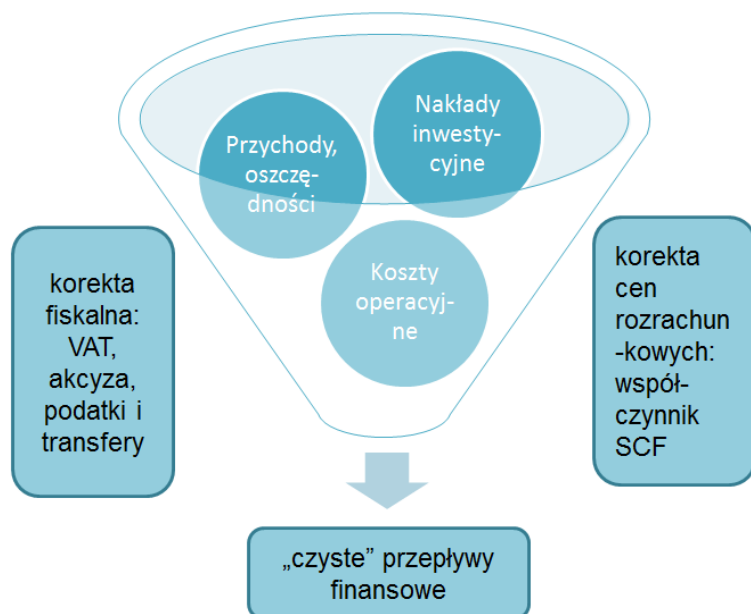 Przychody,
oszczę-
dności
Nakłady
inwesty-
cyjne
Koszty
operacyj-
ne
korekta
fiskalna:
VAT,
akcyza,
podatki i
transfery
korekta
cen
rozrachun
-kowych:
współ-
czynnik
SCF
„czyste” przepływy
finansowe